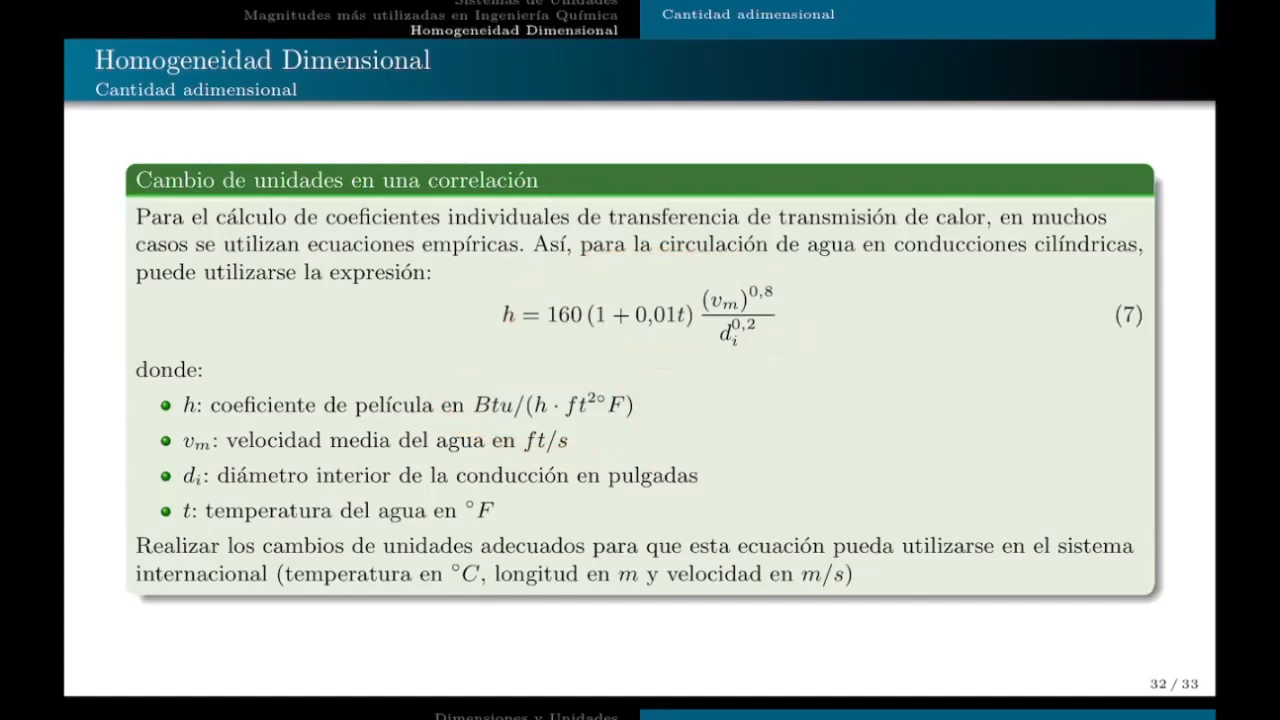 Sistemas de Unidades
Magnitudes más utilizadas en Ingeniería Química
Homogeneidad Dimensional
Cantidad adimensional
Homogeneidad Dimensional
Cantidad adimensional
Cambio de unidades en una correlación
Para el cálculo de coeficientes individuales de transferencia de transmisión de calor, en muchos
casos se utilizan ecuaciones empíricas. Así, para la circulación de agua en conducciones cilíndricas,
puede utilizarse la expresión:
h = 160 (1 + 0,01t) (v_m)^{0,8} / d_i^{0,2} (7)
donde:
h: coeficiente de película en Btu/(h · ft²°F)
v_m: velocidad media del agua en ft/s
d_i: diámetro interior de la conducción en pulgadas
t: temperatura del agua en °F
Realizar los cambios de unidades adecuados para que esta ecuación pueda utilizarse en el sistema
internacional (temperatura en °C, longitud en m y velocidad en m/s)
32 / 33
Dimensiones y Unidades